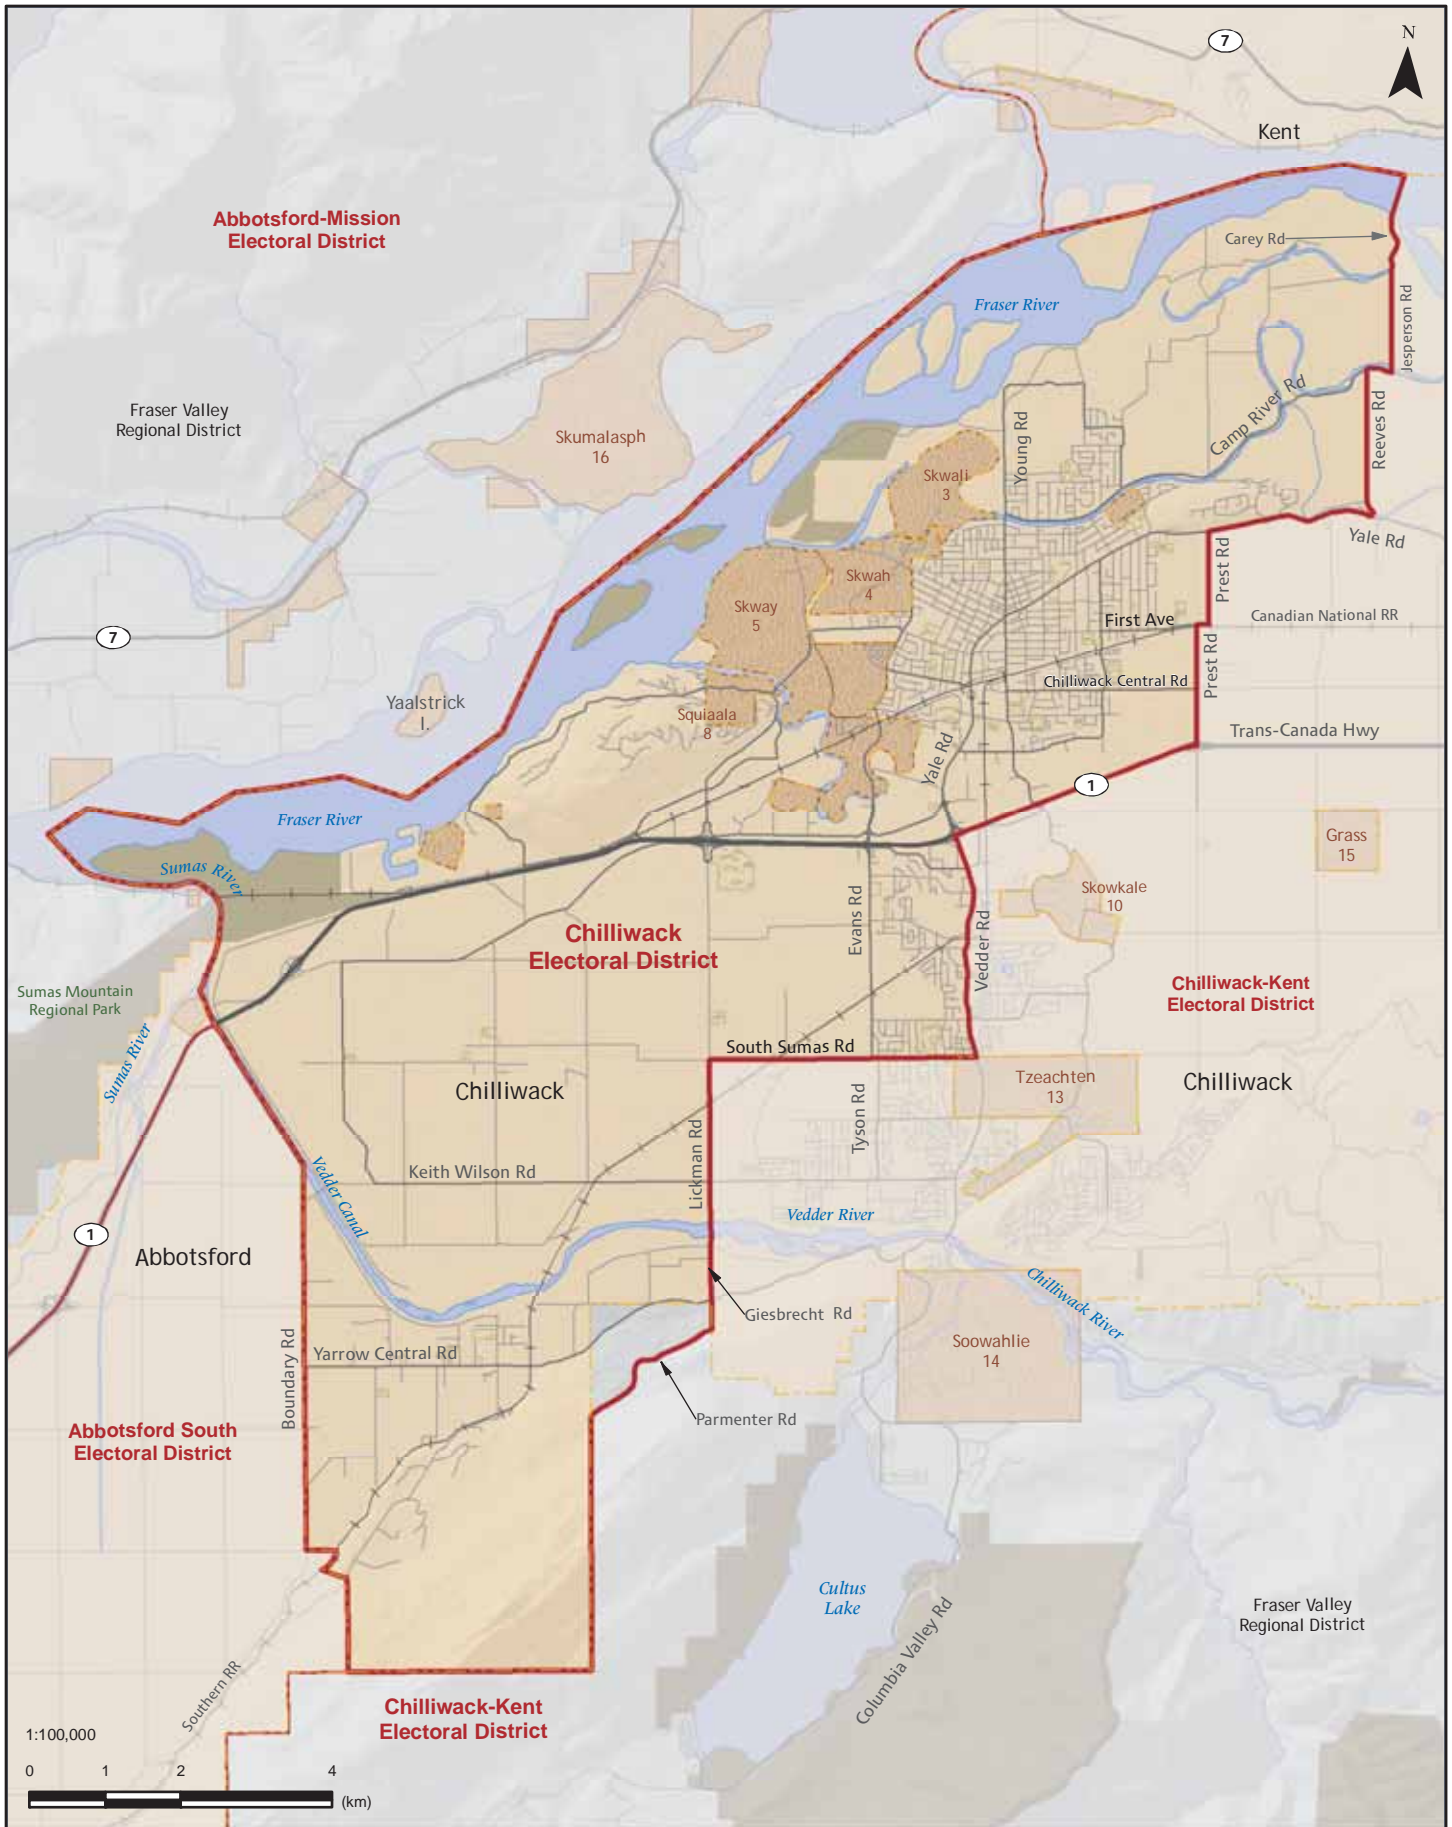 7
N
Kent
Abbotsford-Mission
Electoral District
Carey Rd
Jesperson Rd
Fraser River
Fraser Valley
Regional District
Skumalasph
16
Young Rd
Camp River Rd
Reeves Rd
Skwali
3
Yale Rd
Prest Rd
Skwah
4
Skway
5
First Ave
Canadian National RR
7
Prest Rd
Chilliwack Central Rd
Yaalstrick
I.
Squiaala
8
Trans-Canada Hwy
Yale Rd
1
Fraser River
Grass
15
Sumas River
Skowkale
10
Evans Rd
Vedder Rd
Chilliwack
Electoral District
Sumas Mountain
Regional Park
Chilliwack-Kent
Electoral District
Sumas River
South Sumas Rd
Tzeachten
13
Chilliwack
Chilliwack
Tyson Rd
Lickman Rd
Keith Wilson Rd
Vedder Canal
Vedder River
1
Abbotsford
Chilliwack River
Giesbrecht Rd
Soowahlie
14
Boundary Rd
Yarrow Central Rd
Parmenter Rd
Abbotsford South
Electoral District
Cultus
Lake
Columbia Valley Rd
Fraser Valley
Regional District
Southern RR
Chilliwack-Kent
Electoral District
1:100,000
0 1 2 4
(km)